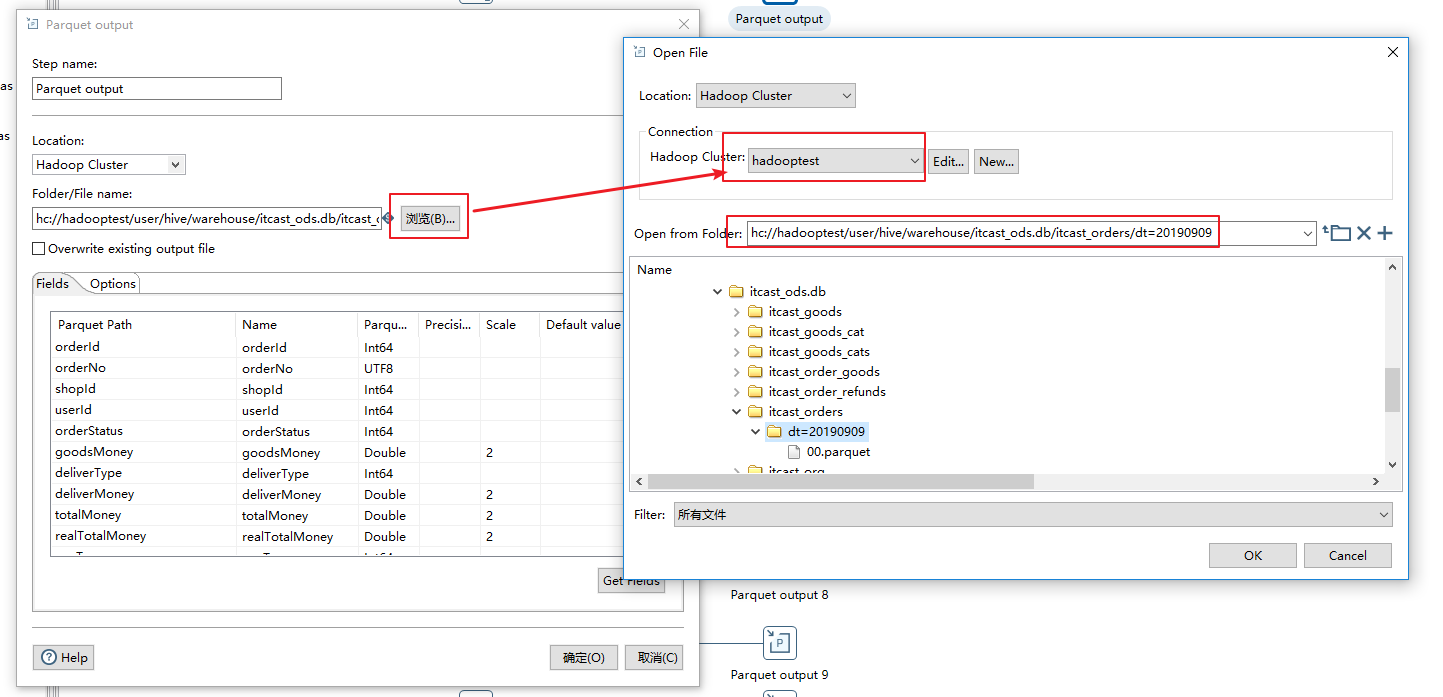 as
as
Parquet output
Step name:
Parquet output
Location:
Hadoop Cluster
Folder/File name:
hc://hadooptest/user/hive/warehouse/itcast_ods.db/itcast_
浏览(B)...
Overwrite existing output file
Fields Options
Parquet Path Name Parqu... Precisi... Scale Default value
orderId orderId Int64
orderNo orderNo UTF8
shopId shopId Int64
userId userId Int64
orderStatus orderStatus Int64
goodsMoney goodsMoney Double 2
deliverType deliverType Int64
deliverMoney deliverMoney Double 2
totalMoney totalMoney Double 2
realTotalMoney realTotalMoney Double 2
Get Fields
Help
确定(O)
取消(C)
Parquet output
Open File
Location: Hadoop Cluster
Connection
Hadoop Cluster: hadooptest Edit... New...
Open from Folder: hc://hadooptest/user/hive/warehouse/itcast_ods.db/itcast_orders/dt=20190909
Name
itcast_ods.db
itcast_goods
itcast_goods_cat
itcast_goods_cats
itcast_order_goods
itcast_order_refunds
itcast_orders
dt=20190909
00.parquet
itcast_org
Filter: 所有文件
OK
Cancel
Parquet output 8
P
Parquet output 9